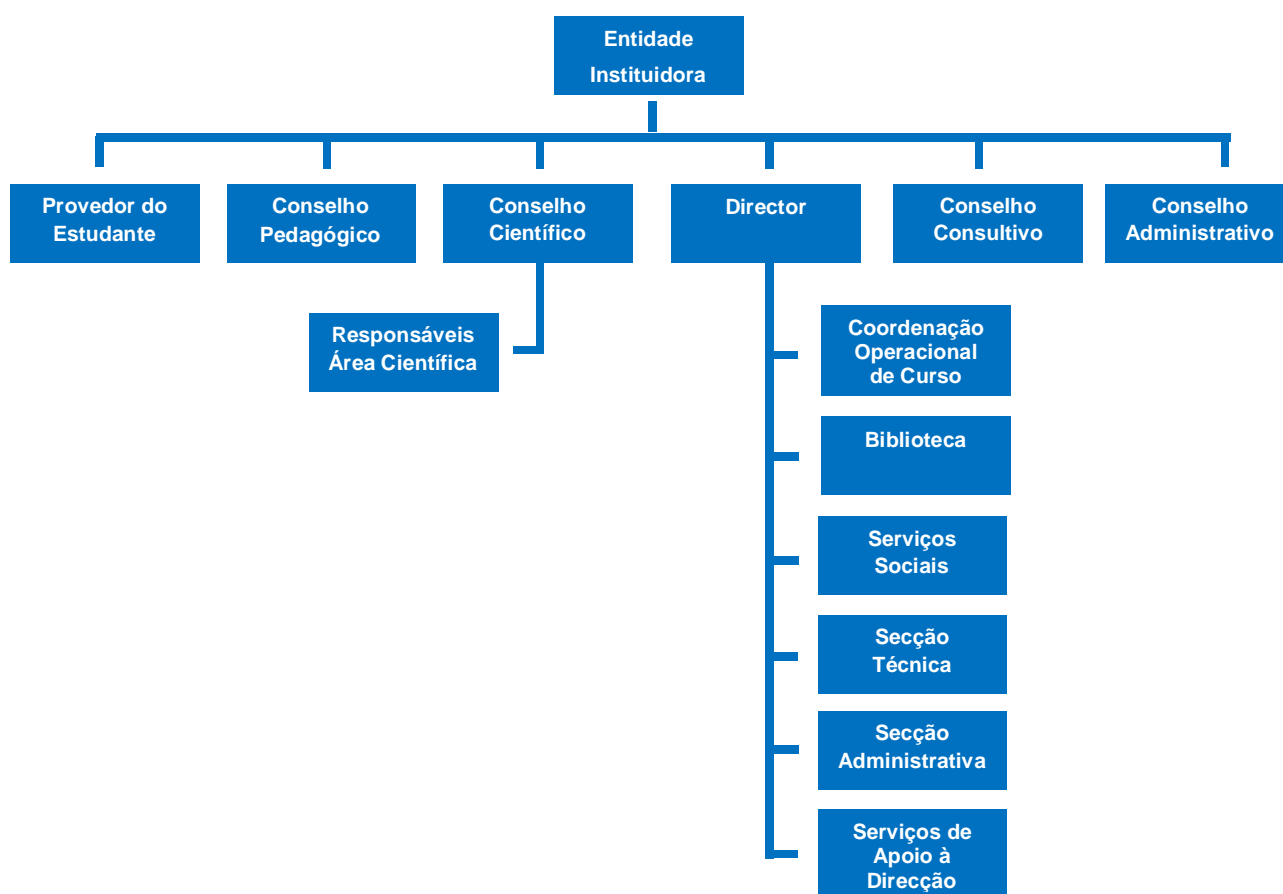 Entidade
Instituidora
Provedor do
Estudante
Conselho
Pedagógico
Conselho
Científico
Director
Conselho
Consultivo
Conselho
Administrativo
Responsáveis
Área Científica
Coordenação
Operacional
de Curso
Biblioteca
Serviços
Sociais
Secção
Técnica
Secção
Administrativa
Serviços de
Apoio à
Direcção